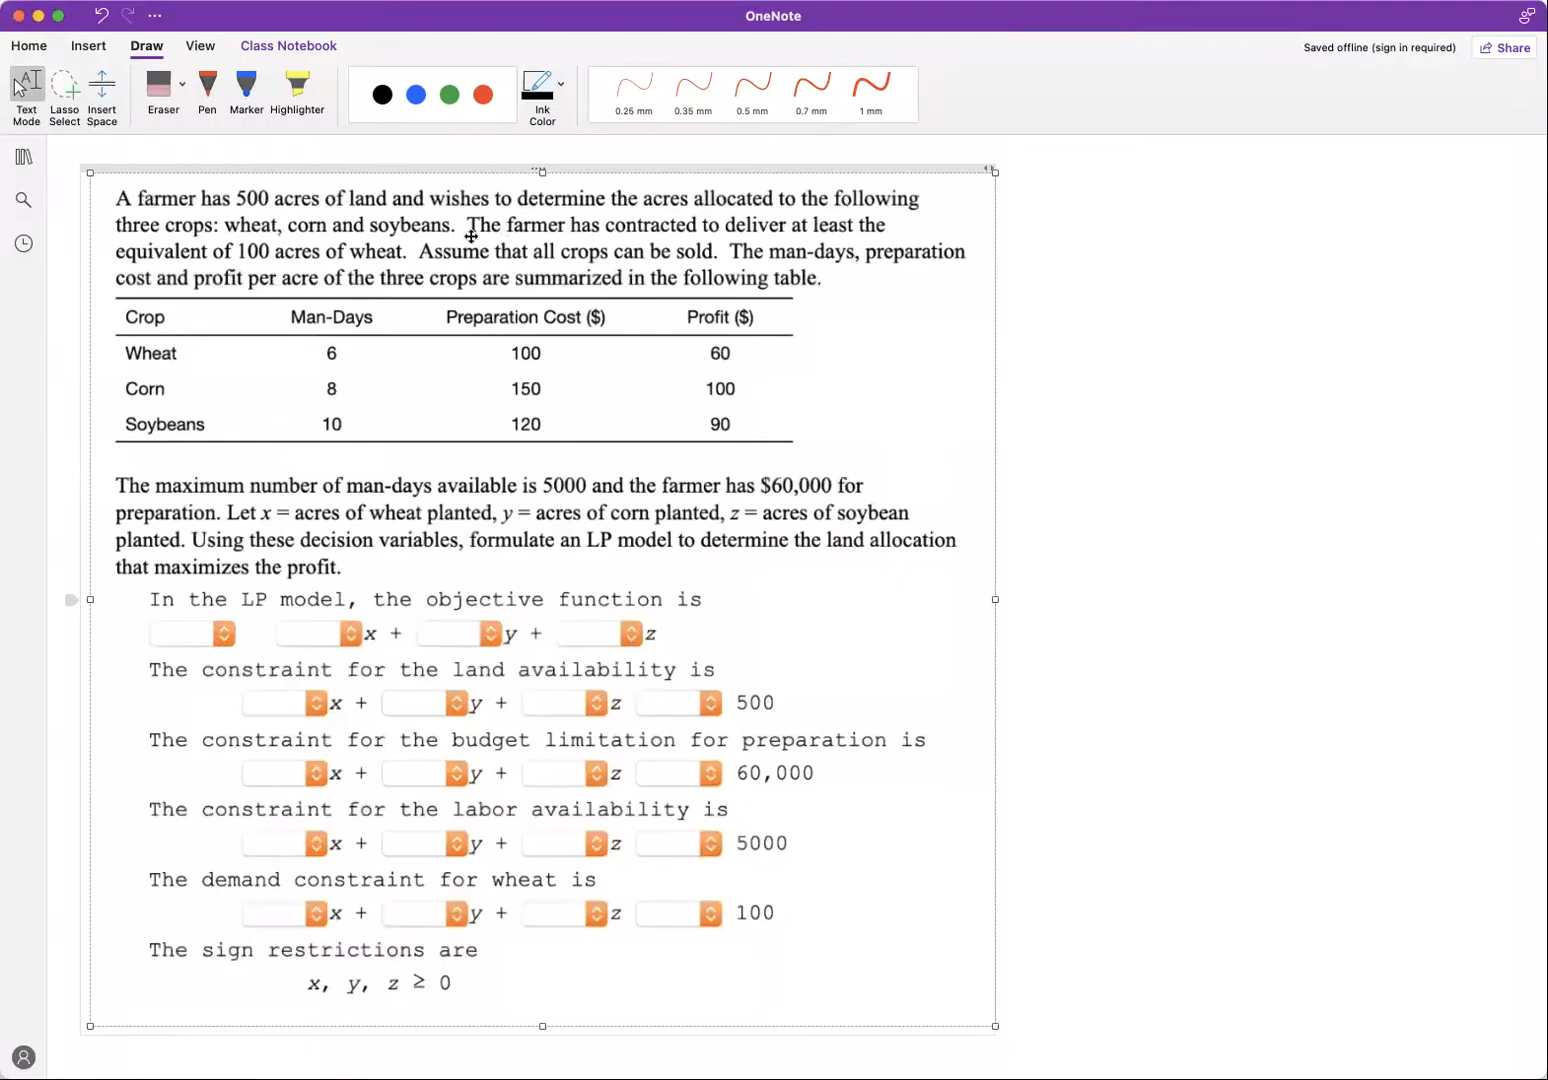 OneNote
Home Insert Draw View Class Notebook
Saved offline (sign in required) Share
Text Mode
Lasso Select
Insert Space
Eraser
Pen
Marker
Highlighter
Ink Color
0.25 mm 0.35 mm 0.5 mm 0.7 mm 1 mm
A farmer has 500 acres of land and wishes to determine the acres allocated to the following
three crops: wheat, corn and soybeans. The farmer has contracted to deliver at least the
equivalent of 100 acres of wheat. Assume that all crops can be sold. The man-days, preparation
cost and profit per acre of the three crops are summarized in the following table.
Crop Man-Days Preparation Cost ($) Profit ($)
Wheat 6 100 60
Corn 8 150 100
Soybeans 10 120 90
The maximum number of man-days available is 5000 and the farmer has $60,000 for
preparation. Let x = acres of wheat planted, y = acres of corn planted, z = acres of soybean
planted. Using these decision variables, formulate an LP model to determine the land allocation
that maximizes the profit.
In the LP model, the objective function is
x + y + z
The constraint for the land availability is
x + y + z 500
The constraint for the budget limitation for preparation is
x + y + z 60,000
The constraint for the labor availability is
x + y + z 5000
The demand constraint for wheat is
x + y + z 100
The sign restrictions are
x, y, z ≥ 0